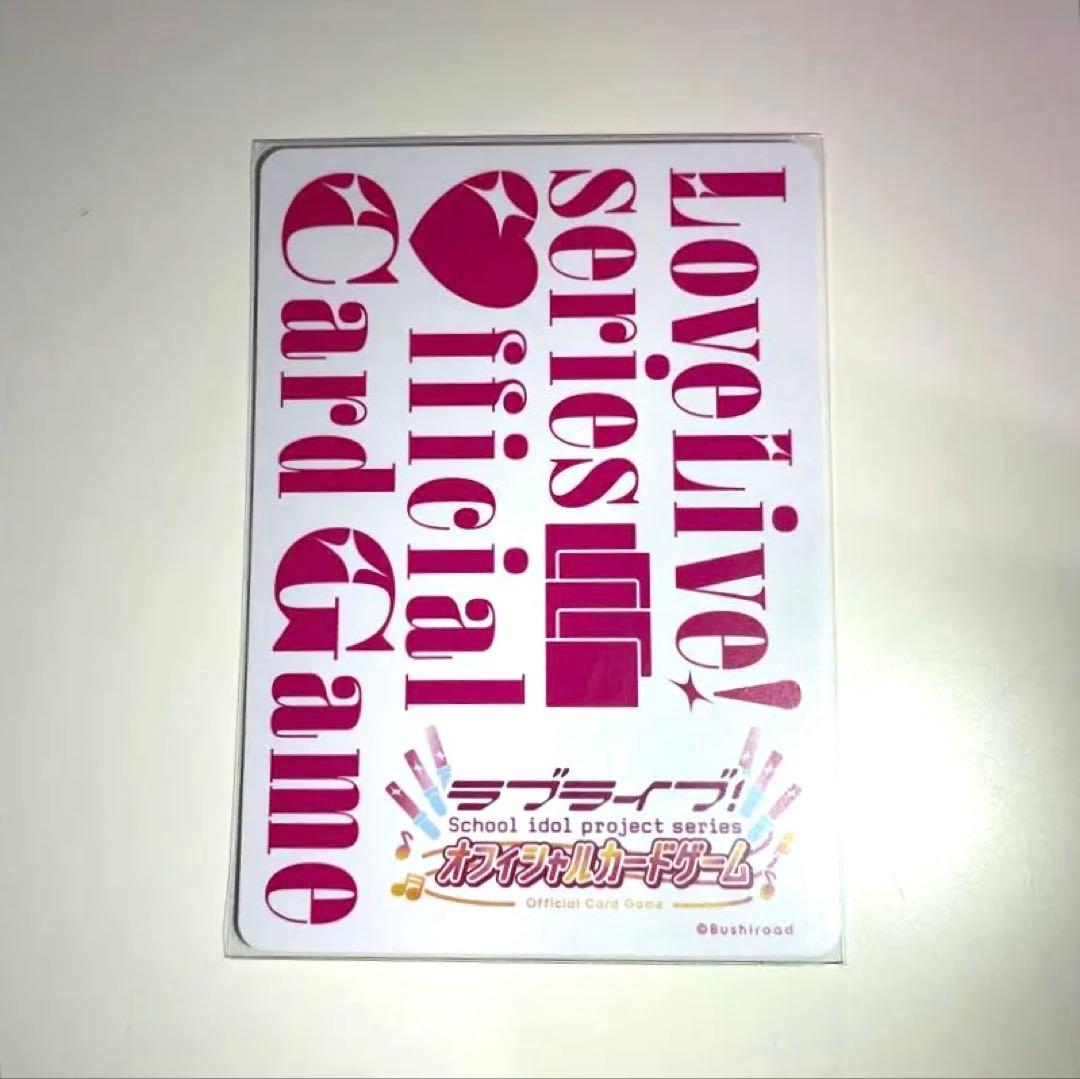 LoveLive!
series
Official
Card Game
ラブライブ!
School idol project series
オフィシャルカードゲーム
Official Card Game
©Bushiroad